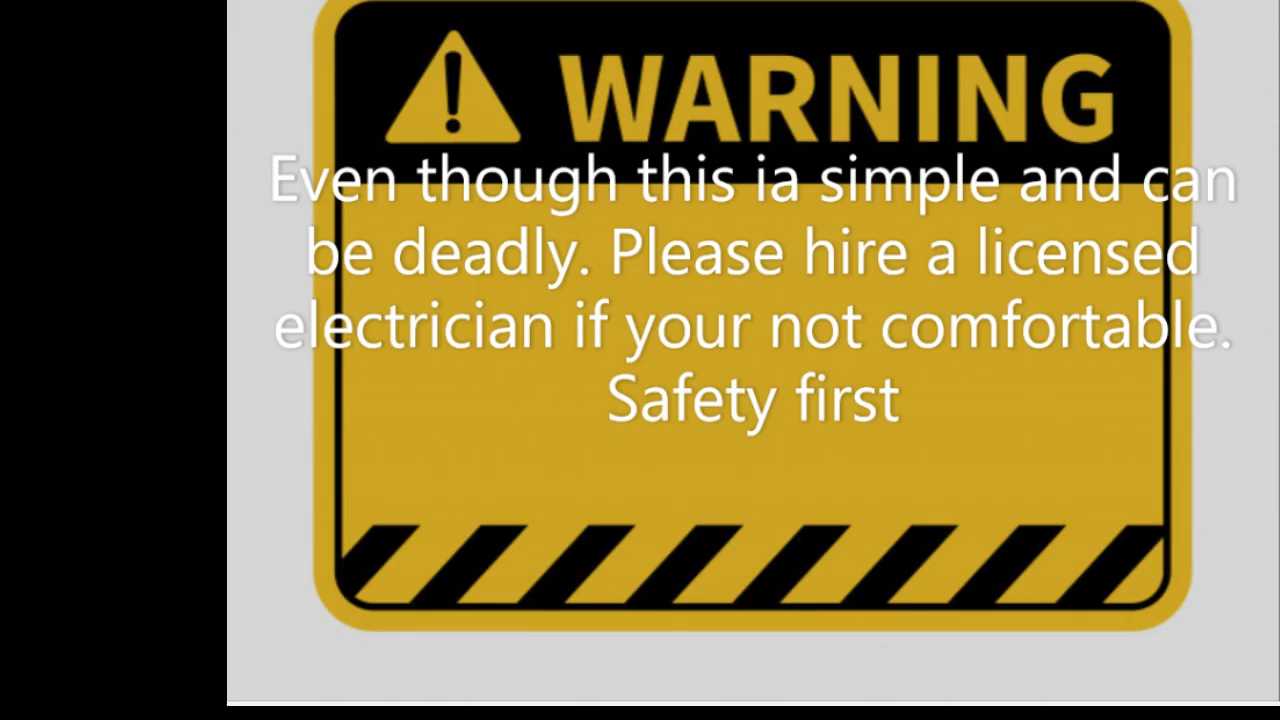 WARNING
Even though this ia simple and can
be deadly. Please hire a licensed
electrician if your not comfortable.
Safety first